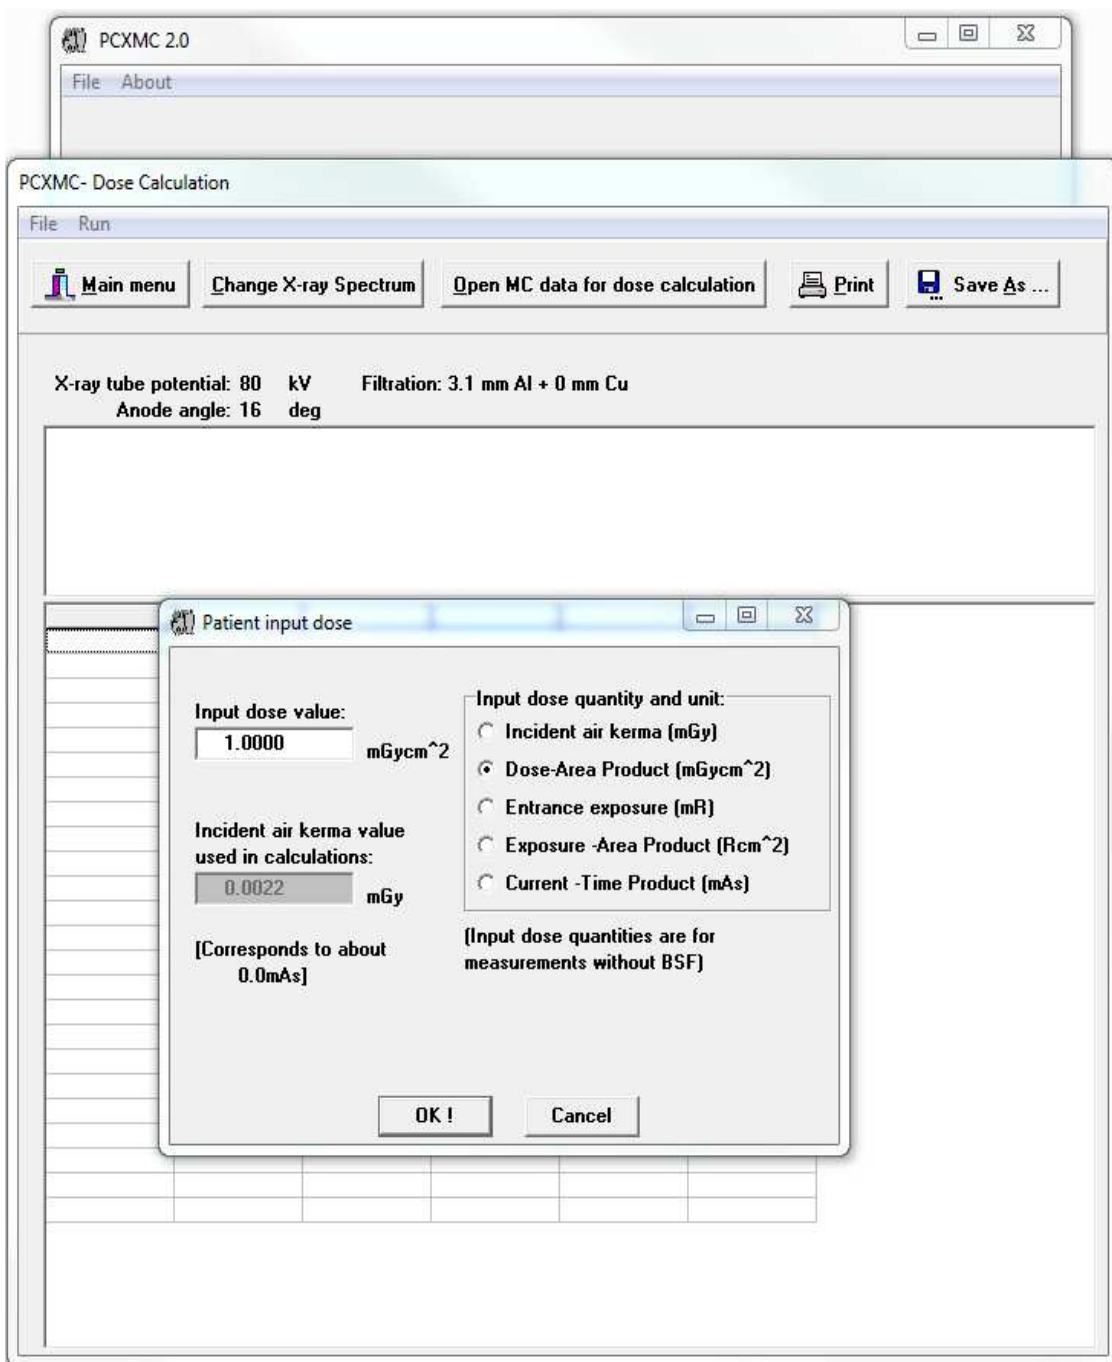 PCXMC 2.0
File About
PCXMC- Dose Calculation
File Run
Main menu Change X-ray Spectrum Open MC data for dose calculation Print Save As ...
X-ray tube potential: 80 kV Filtration: 3.1 mm Al + 0 mm Cu
Anode angle: 16 deg
Patient input dose
Input dose value:
1.0000 mGycm^2
Incident air kerma value
used in calculations:
0.0022 mGy
[Corresponds to about
0.0mAs]
Input dose quantity and unit:
Incident air kerma (mGy)
Dose-Area Product (mGycm^2)
Entrance exposure (mR)
Exposure -Area Product (Rcm^2)
Current -Time Product (mAs)
(Input dose quantities are for
measurements without BSF)
OK ! Cancel